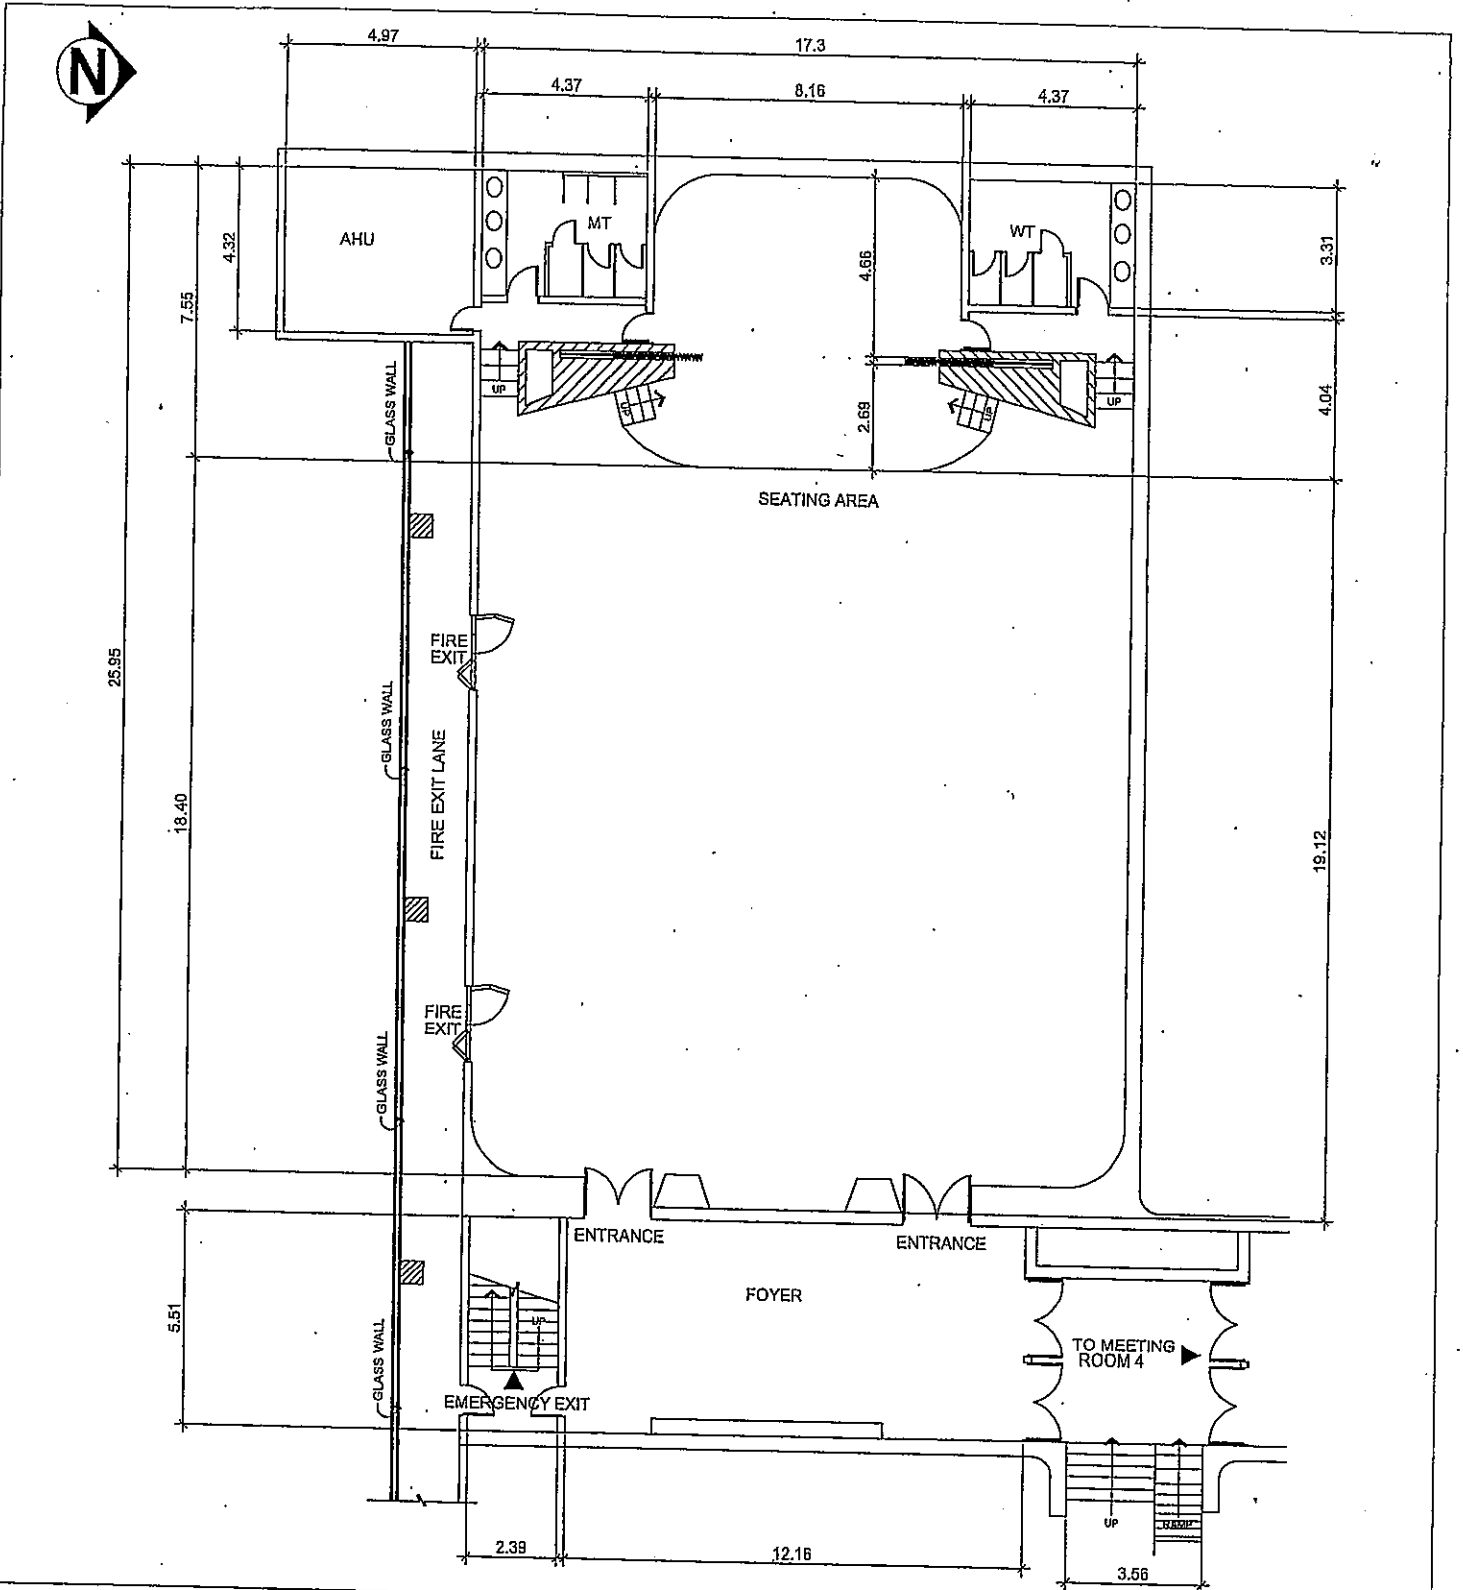 N
4.97
17.3
4.37
8.16
4.37
AHU
MT
WT
4.32
7.55
4.66
3.31
UP
UP
UP
UP
2.69
4.04
GLASS WALL
SEATING AREA
25.95
FIRE
EXIT
GLASS WALL
FIRE EXIT LANE
18.40
19.12
FIRE
EXIT
GLASS WALL
ENTRANCE
ENTRANCE
5.51
FOYER
UP
TO MEETING
ROOM 4
GLASS WALL
EMERGENCY EXIT
UP
RAMP
2.39
12.16
3.56